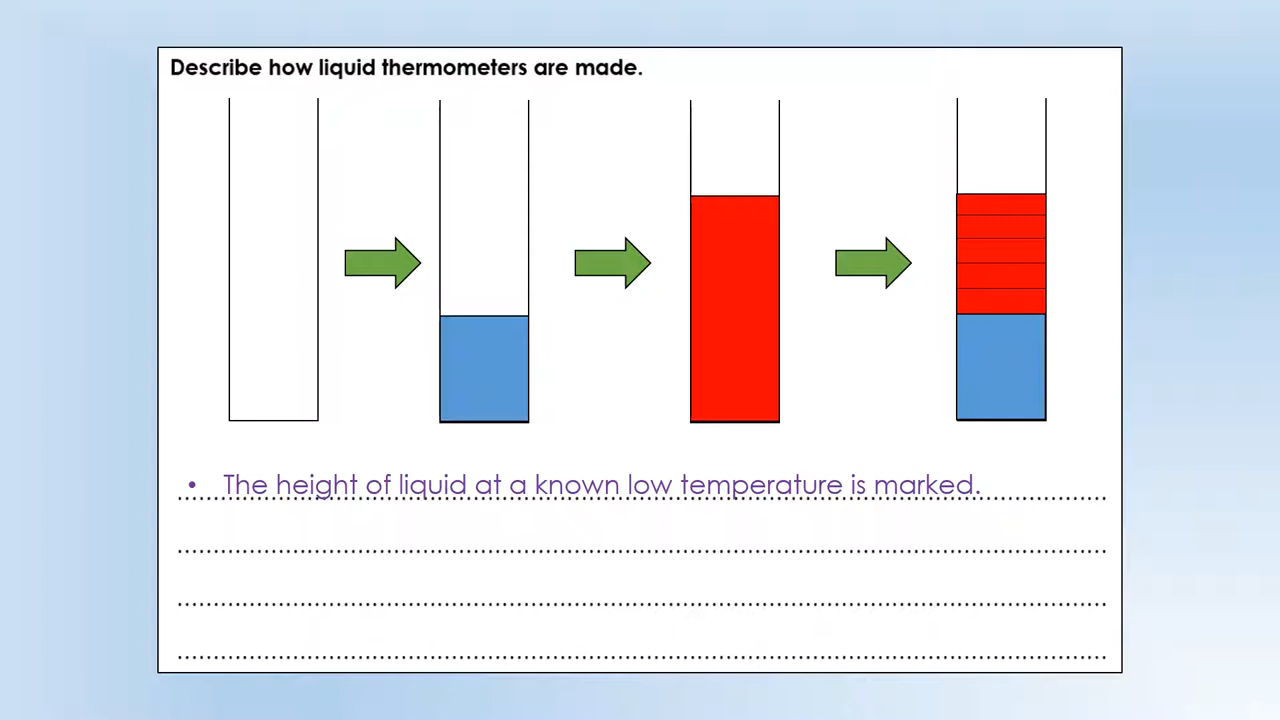 Describe how liquid thermometers are made.
• The height of liquid at a known low temperature is marked.